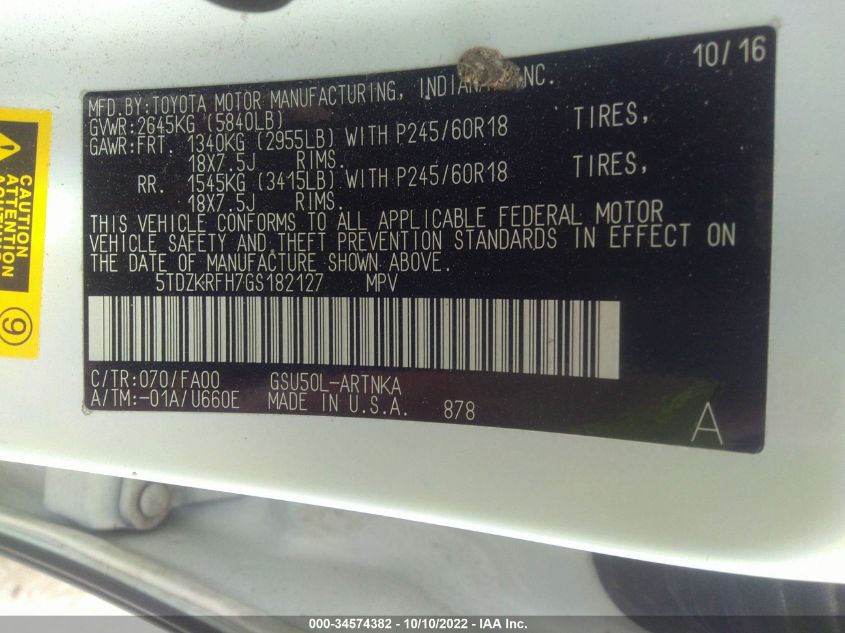 10/16
MFD. BY: TOYOTA MOTOR MANUFACTURING, INDIANA, INC.
GVWR: 2645KG (5840LB)
GAWR: FRT. 1340KG (2955LB) WITH P245/60R18 TIRES,
18X7.5J RIMS.
RR. 1545KG (3415LB) WITH P245/60R18 TIRES,
18X7.5J RIMS.
THIS VEHICLE CONFORMS TO ALL APPLICABLE FEDERAL MOTOR
VEHICLE SAFETY AND THEFT PREVENTION STANDARDS IN EFFECT ON
THE DATE OF MANUFACTURE SHOWN ABOVE.
5TDZKRFH7GS182127 MPV
C/TR: 070/FA00 GSU50L-ARTNKA
A/TM: -01A/U660E MADE IN U.S.A. 878
A
CAUTION
ATTENTION
9
000-34574382 - 10/10/2022 - IAA Inc.